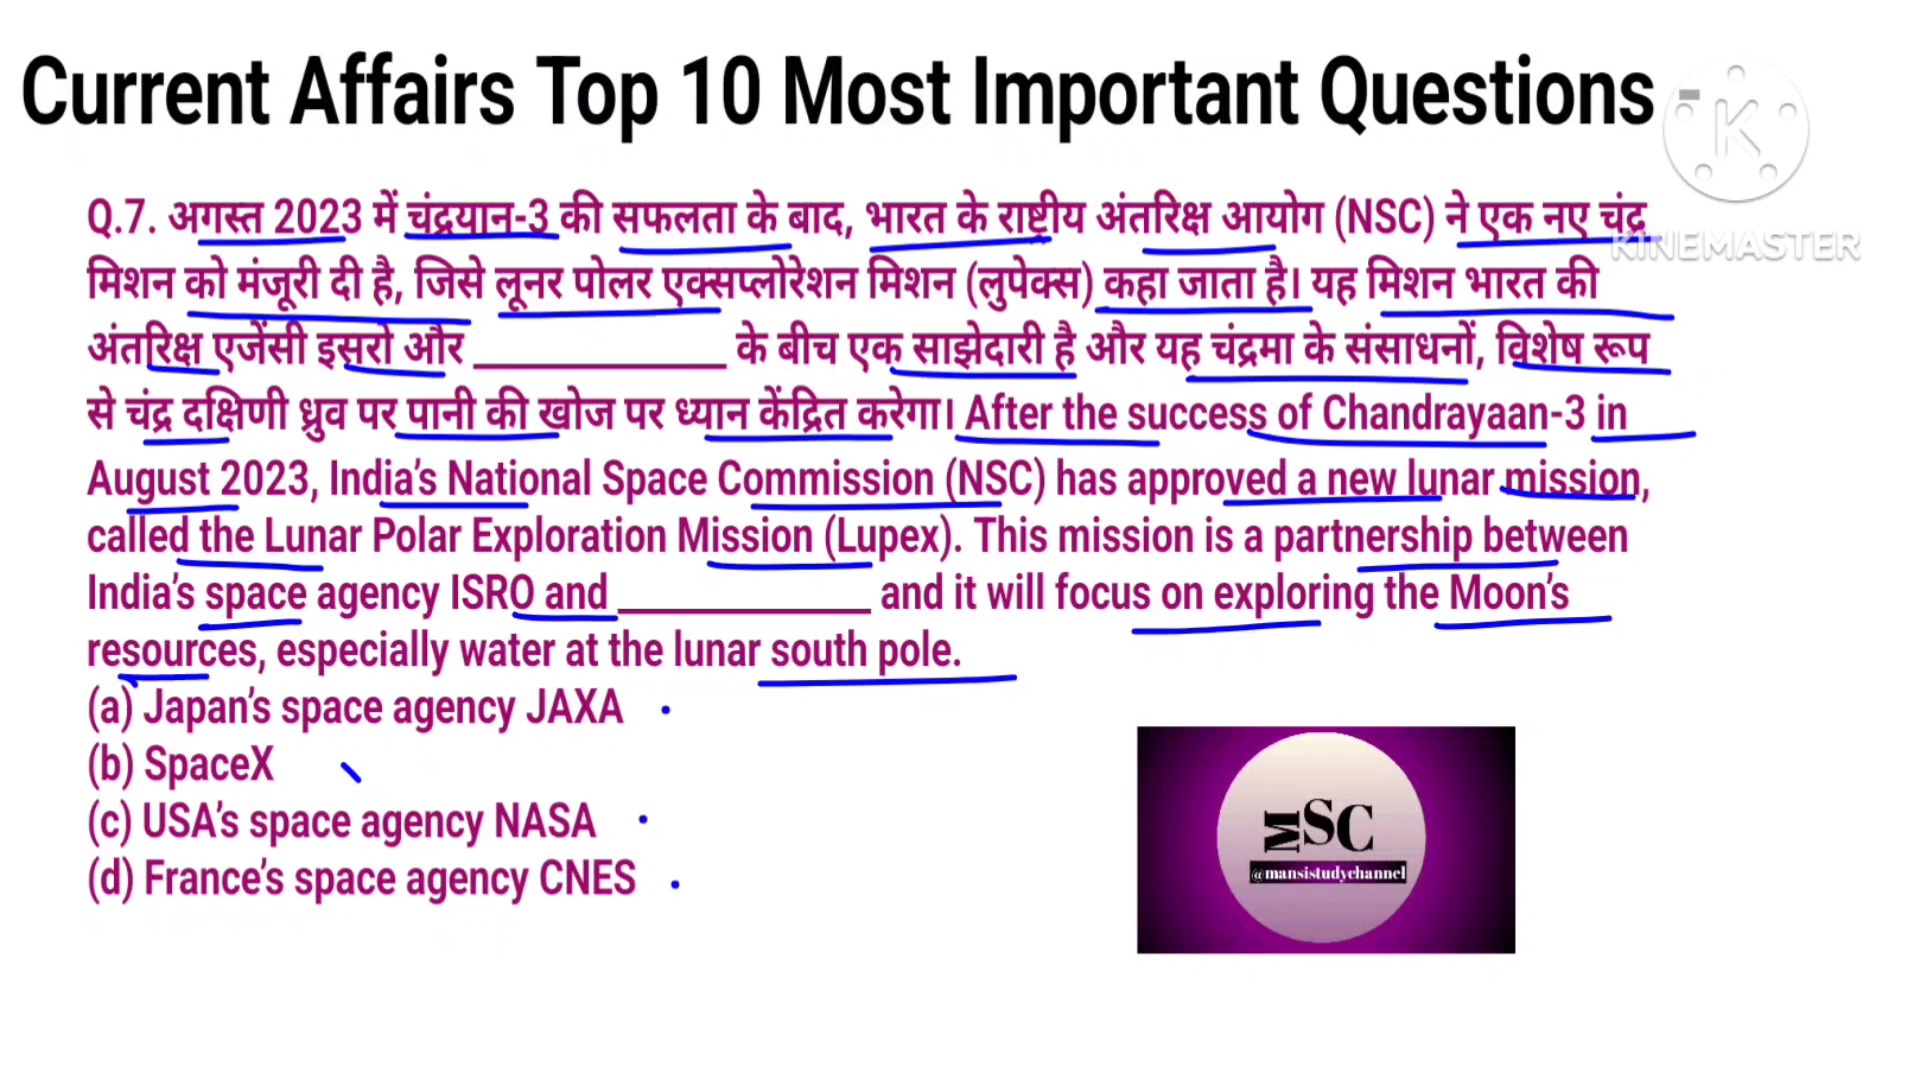 Current Affairs Top 10 Most Important Questions -
KINEMASTER
Q.7. अगस्त 2023 में चंद्रयान-3 की सफलता के बाद, भारत के राष्ट्रीय अंतरिक्ष आयोग (NSC) ने एक नए चंद्र
मिशन को मंजूरी दी है, जिसे लूनर पोलर एक्सप्लोरेशन मिशन (लुपेक्स) कहा जाता है। यह मिशन भारत की
अंतरिक्ष एजेंसी इसरो और ____________ के बीच एक साझेदारी है और यह चंद्रमा के संसाधनों, विशेष रूप
से चंद्र दक्षिणी ध्रुव पर पानी की खोज पर ध्यान केंद्रित करेगा। After the success of Chandrayaan-3 in
August 2023, India's National Space Commission (NSC) has approved a new lunar mission,
called the Lunar Polar Exploration Mission (Lupex). This mission is a partnership between
India's space agency ISRO and ____________ and it will focus on exploring the Moon's
resources, especially water at the lunar south pole.
(a) Japan's space agency JAXA
(b) SpaceX
(c) USA's space agency NASA
(d) France's space agency CNES
MSC
@mansistudychannel